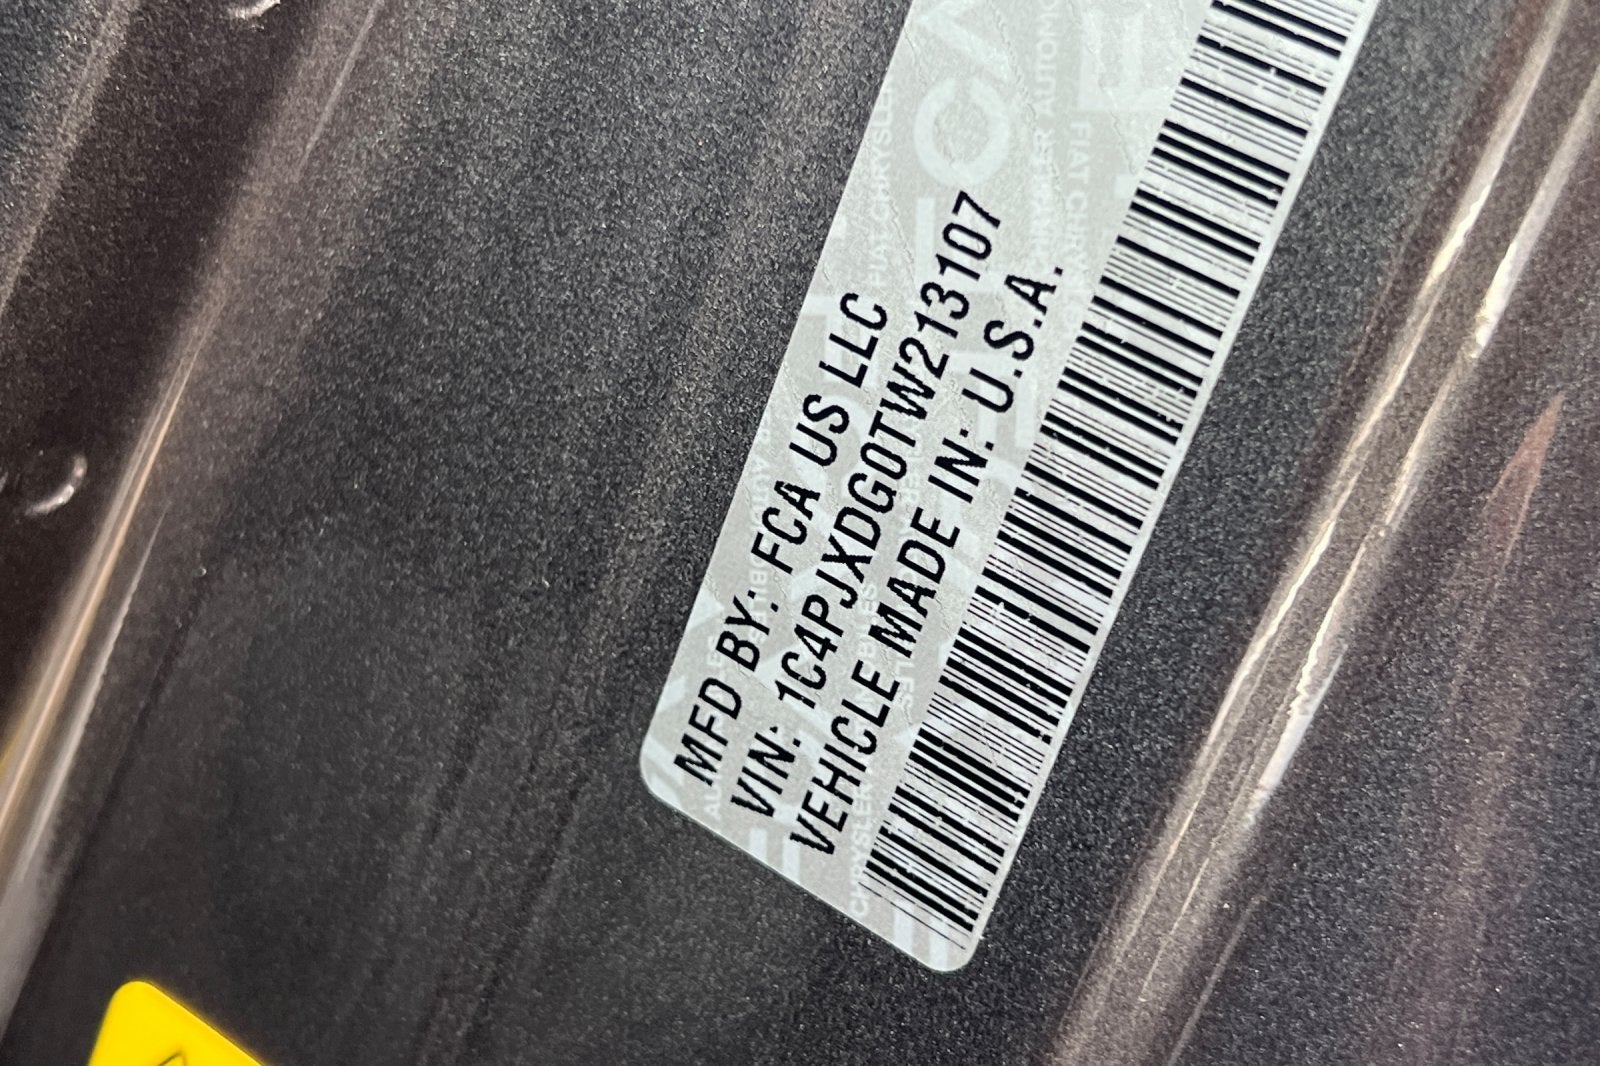 MFD BY: FCA US LLC
VIN: 1C4PJXDG0TW213107
VEHICLE MADE IN: U.S.A.